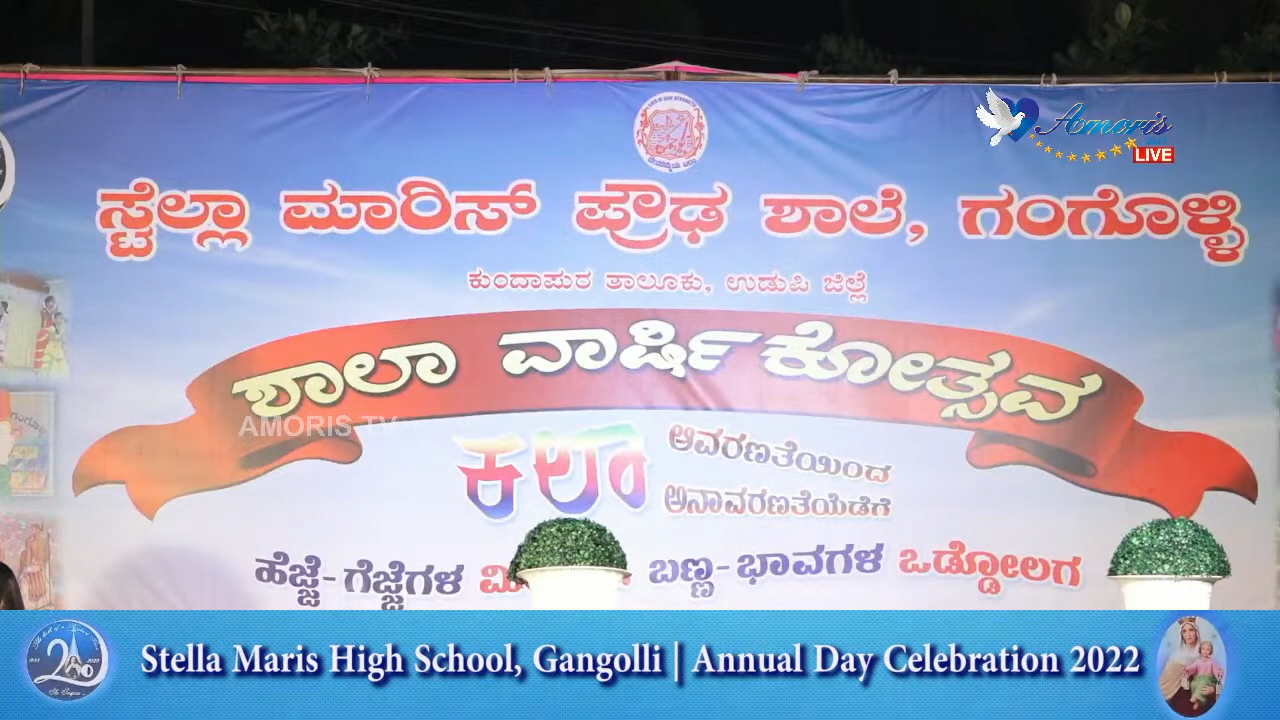 Amoris
LIVE
ಸ್ಟೆಲ್ಲಾ ಮಾರಿಸ್ ಪ್ರೌಢ ಶಾಲೆ, ಗಂಗೊಳ್ಳಿ
ಕುಂದಾಪುರ ತಾಲೂಕು, ಉಡುಪಿ ಜಿಲ್ಲೆ
ಶಾಲಾ ವಾರ್ಷಿಕೋತ್ಸವ
AMORIS TV
ಕಲಾ ಆವರಣತೆಯಿಂದ
ಅನಾವರಣತೆಯೆಡೆಗೆ
ಹೆಜ್ಜೆ-ಗೆಜ್ಜೆಗಳ ಬಣ್ಣ-ಭಾವಗಳ ಒಡ್ಡೋಲಗ
Stella Maris High School, Gangolli | Annual Day Celebration 2022